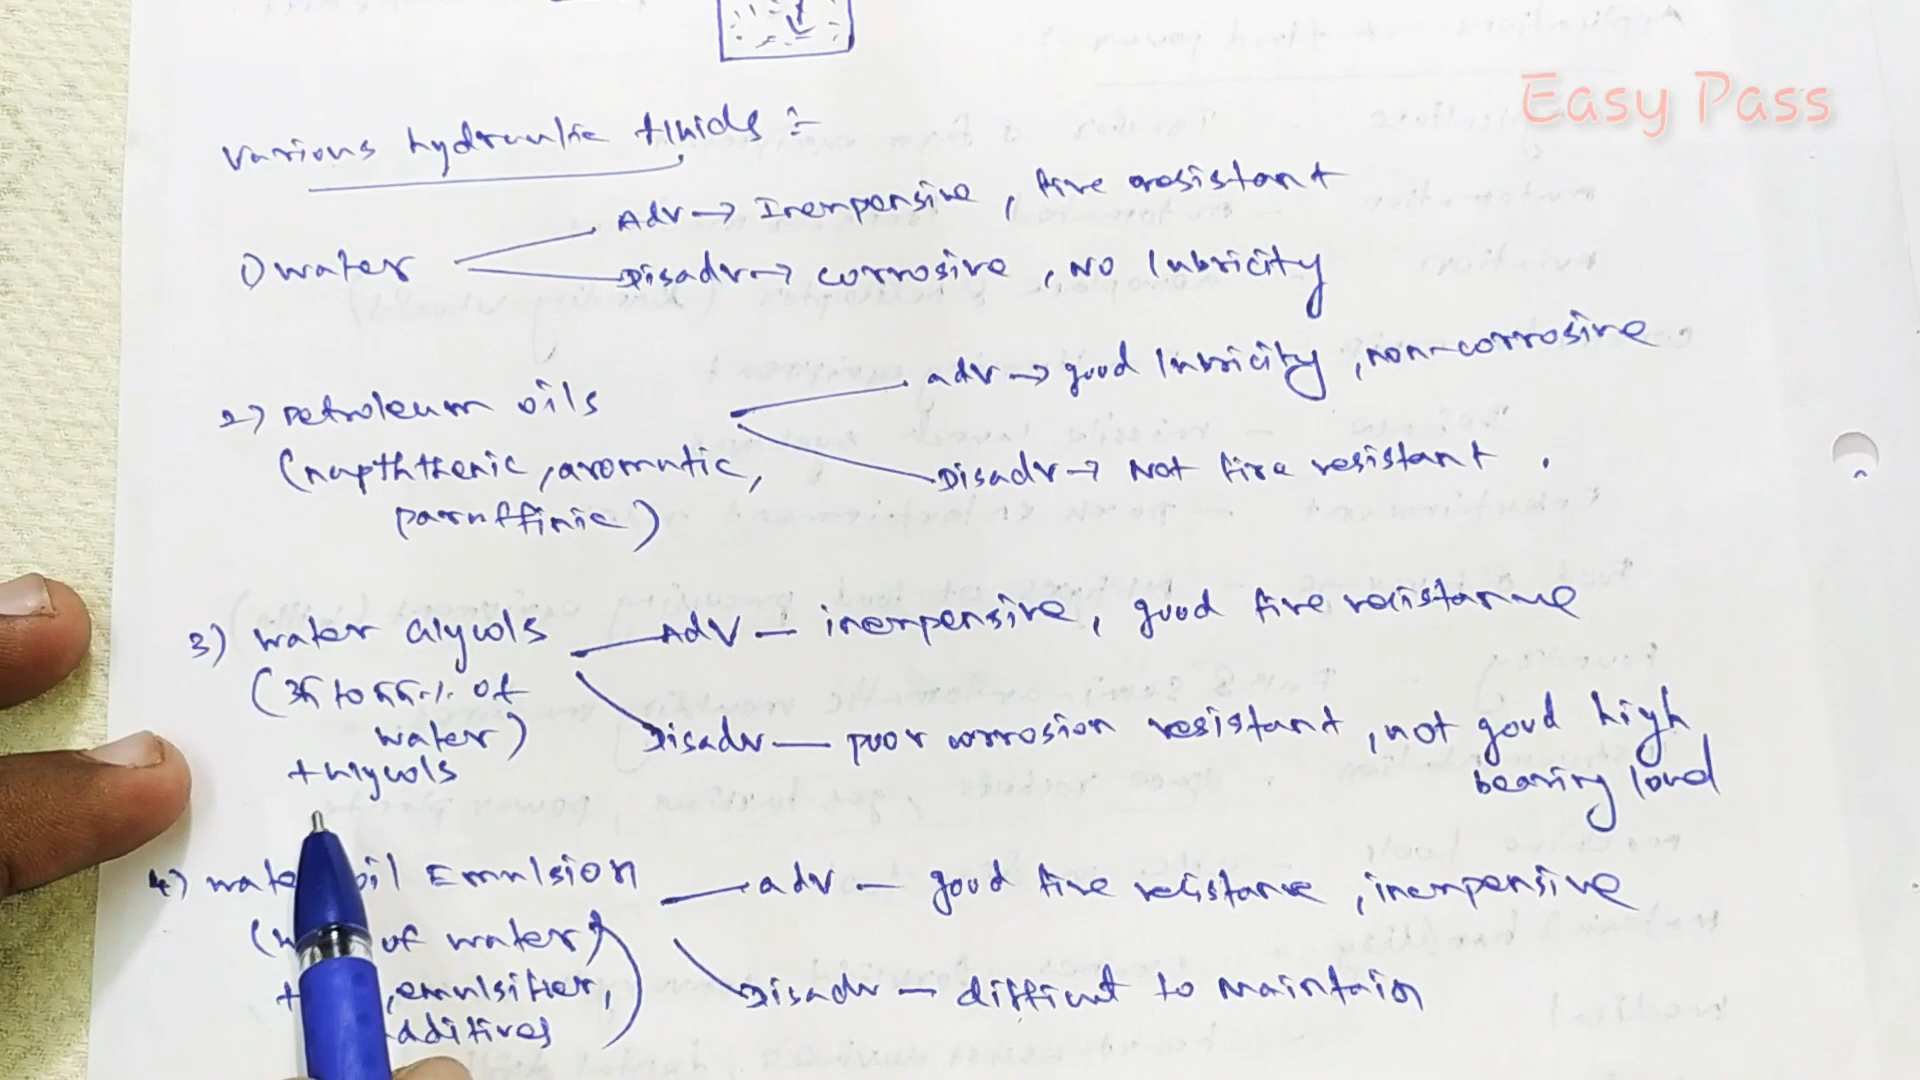 Easy Pass
various hydraulic fluids :-
1) water
Adv → Inexpensive, fire resistant
Disadv → corrosive, No lubricity
2) petroleum oils
(napththenic, aromatic,
paraffinic)
adv → good lubricity, non-corrosive
Disadv → Not fire resistant.
3) water Glycols
(35 to 55% of
water)
+ Glycols
Adv — inexpensive, good fire resistance
Disadv — poor corrosion resistant, not good high
bearing load
4) oil Emulsion
of water)
+ , emulsifier,
additives
adv — good fire resistance, inexpensive
Disadv — difficult to maintain